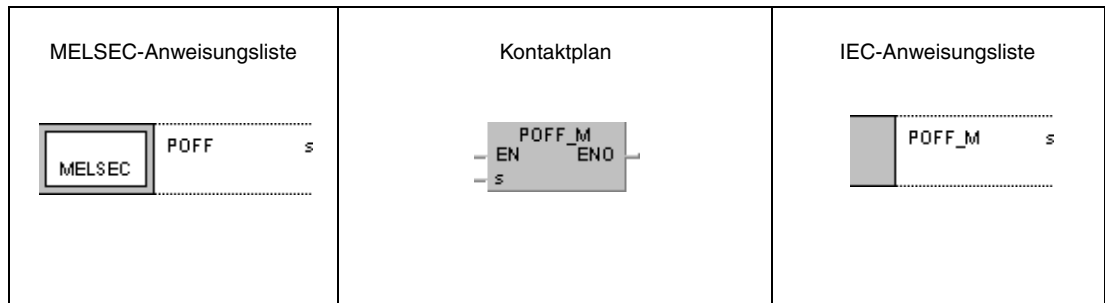 MELSEC-Anweisungsliste
MELSEC
POFF s
Kontaktplan
POFF_M
EN ENO
s
IEC-Anweisungsliste
POFF_M s